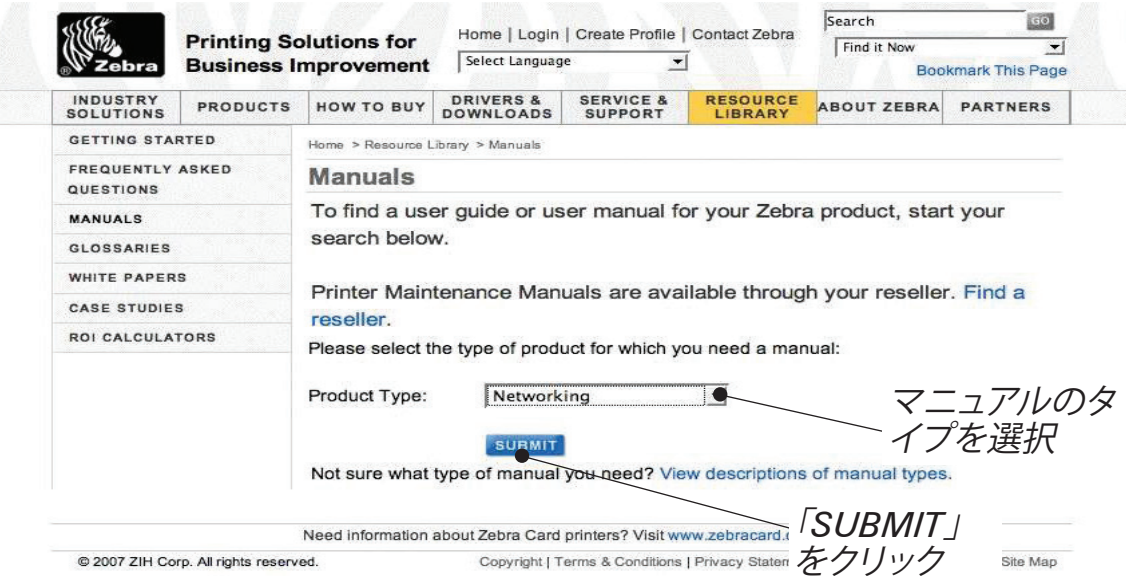 Zebra
Printing Solutions for
Business Improvement
Home | Login | Create Profile | Contact Zebra
Select Language
Search GO
Find it Now
Bookmark This Page
INDUSTRY SOLUTIONS
PRODUCTS
HOW TO BUY
DRIVERS & DOWNLOADS
SERVICE & SUPPORT
RESOURCE LIBRARY
ABOUT ZEBRA
PARTNERS
GETTING STARTED
FREQUENTLY ASKED
QUESTIONS
MANUALS
GLOSSARIES
WHITE PAPERS
CASE STUDIES
ROI CALCULATORS
Home > Resource Library > Manuals
Manuals
To find a user guide or user manual for your Zebra product, start your
search below.
Printer Maintenance Manuals are available through your reseller. Find a
reseller.
Please select the type of product for which you need a manual:
Product Type: Networking
マニュアルのタ
イプを選択
SUBMIT
Not sure what type of manual you need? View descriptions of manual types.
「SUBMIT」
をクリック
Need information about Zebra Card printers? Visit www.zebracard.
© 2007 ZIH Corp. All rights reserved.
Copyright | Terms & Conditions | Privacy
Site Map